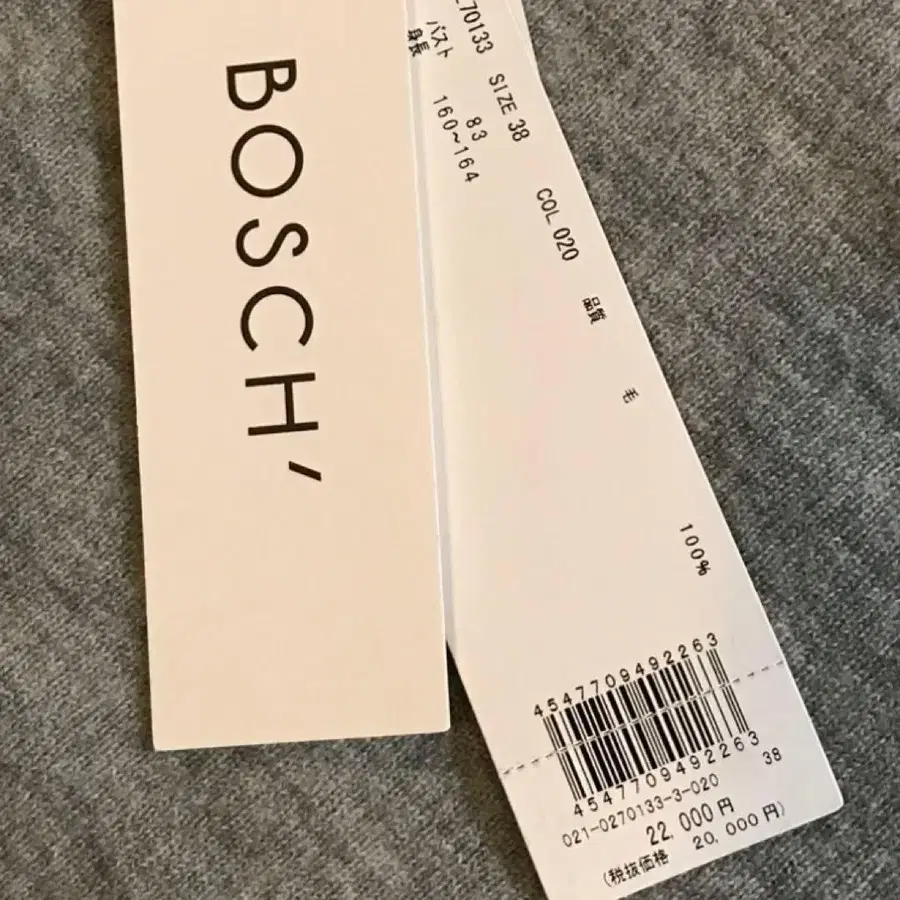 BOSCH'
270133 SIZE 38 COL 020 品質 毛 100%
バスト 83
身長 160~164
4547709492263
4547709492263
021-0270133-3-020 38
22,000円
(税抜価格 20,000円)